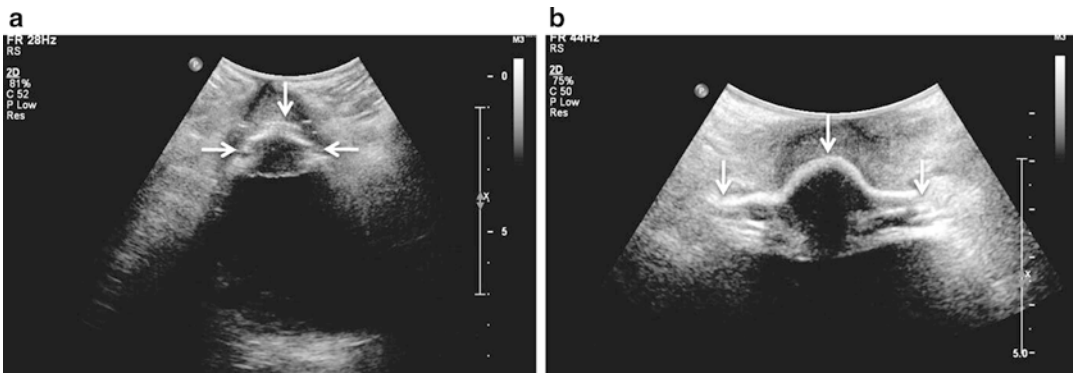 a
FR 28Hz
RS
2D
81%
C 52
P Low
Res
P
M3
0
X
5
b
FR 44Hz
RS
2D
75%
C 50
P Low
Res
P
M3
X
5.0